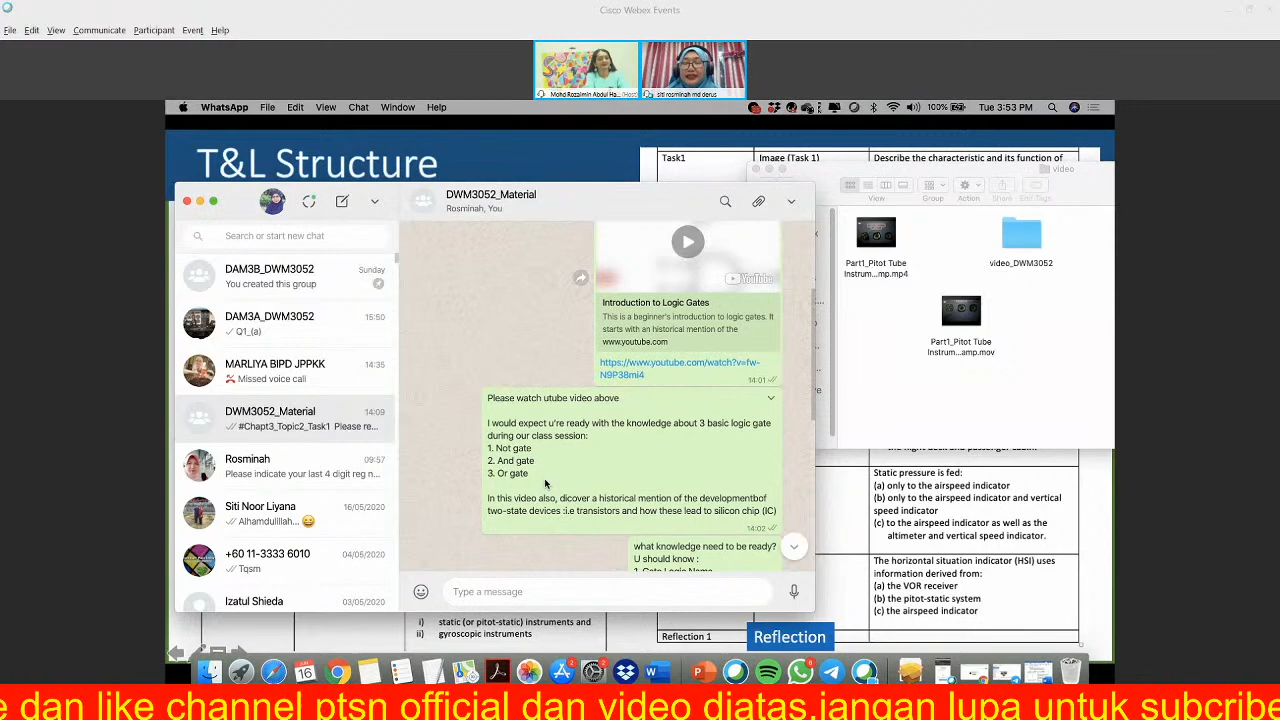 Cisco Webex Events
File Edit View Communicate Participant Event Help
Mohd Rozaimin Abdul Ha... (Host)
siti rosminah md derus
WhatsApp File Edit View Chat Window Help
100% Tue 3:53 PM
T&L Structure
Task1 Image (Task 1) Describe the characteristic and its function of
video
View Group Action Share Edit Tags
Part1_Pitot Tube
Instrum...mp.mp4
video_DWM3052
Part1_Pitot Tube
Instrum...amp.mov
Search or start new chat
DAM3B_DWM3052 Sunday
You created this group
DAM3A_DWM3052 15:50
Q1_(a)
MARLIYA BIPD JPPKK 14:35
Missed voice call
DWM3052_Material 14:09
#Chapt3_Topic2_Task1 Please re...
Rosminah 09:57
Please indicate your last 4 digit reg n...
Siti Noor Liyana 16/05/2020
Alhamdulillah...
+60 11-3333 6010 04/05/2020
Tqsm
Izatul Shieda 03/05/2020
DWM3052_Material
Rosminah, You
YouTube
Introduction to Logic Gates
This is a beginner's introduction to logic gates. It
starts with an historical mention of the
www.youtube.com
https://www.youtube.com/watch?v=fw-
N9P38mi4
14:01
Please watch utube video above
I would expect u're ready with the knowledge about 3 basic logic gate
during our class session:
1. Not gate
2. And gate
3. Or gate
In this video also, dicover a historical mention of the developmentbof
two-state devices :i.e transistors and how these lead to silicon chip (IC)
14:02
what knowledge need to be ready?
U should know :
1. Gate Logic Name
Type a message
Static pressure is fed:
(a) only to the airspeed indicator
(b) only to the airspeed indicator and vertical
speed indicator
(c) to the airspeed indicator as well as the
altimeter and vertical speed indicator.
The horizontal situation indicator (HSI) uses
information derived from:
(a) the VOR receiver
(b) the pitot-static system
(c) the airspeed indicator
i) static (or pitot-static) instruments and
ii) gyroscopic instruments
Reflection 1
Reflection
JUN
16
e dan like channel ptsn official dan video diatas,jangan lupa untuk subcribe